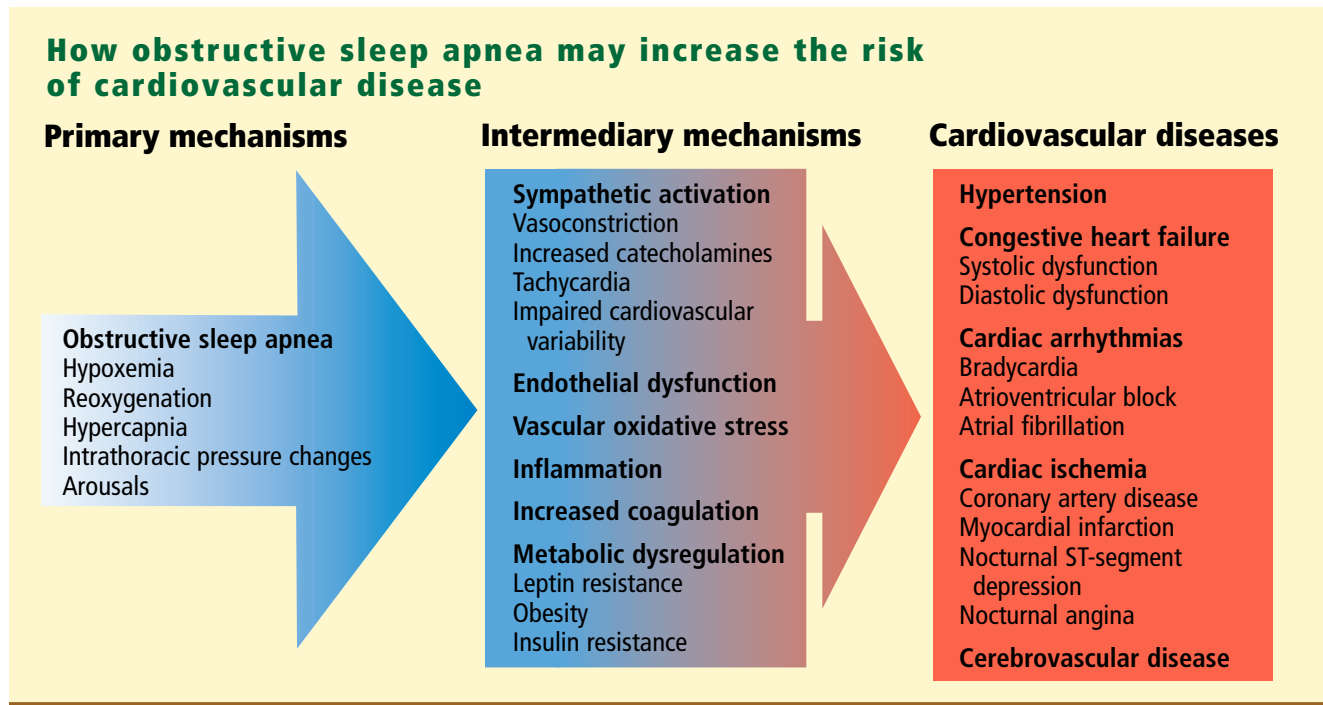 How obstructive sleep apnea may increase the risk
of cardiovascular disease
Primary mechanisms
Obstructive sleep apnea
Hypoxemia
Reoxygenation
Hypercapnia
Intrathoracic pressure changes
Arousals
Intermediary mechanisms
Sympathetic activation
Vasoconstriction
Increased catecholamines
Tachycardia
Impaired cardiovascular
variability
Endothelial dysfunction
Vascular oxidative stress
Inflammation
Increased coagulation
Metabolic dysregulation
Leptin resistance
Obesity
Insulin resistance
Cardiovascular diseases
Hypertension
Congestive heart failure
Systolic dysfunction
Diastolic dysfunction
Cardiac arrhythmias
Bradycardia
Atrioventricular block
Atrial fibrillation
Cardiac ischemia
Coronary artery disease
Myocardial infarction
Nocturnal ST-segment
depression
Nocturnal angina
Cerebrovascular disease